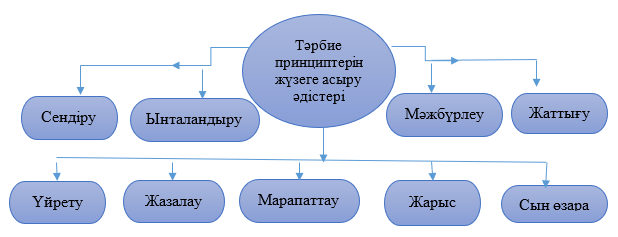 Тәрбие
принциптерін
жүзеге асыру
әдістері
Сендіру
Ынталандыру
Мәжбүрлеу
Жаттығу
Үйрету
Жазалау
Марапаттау
Жарыс
Сын өзара